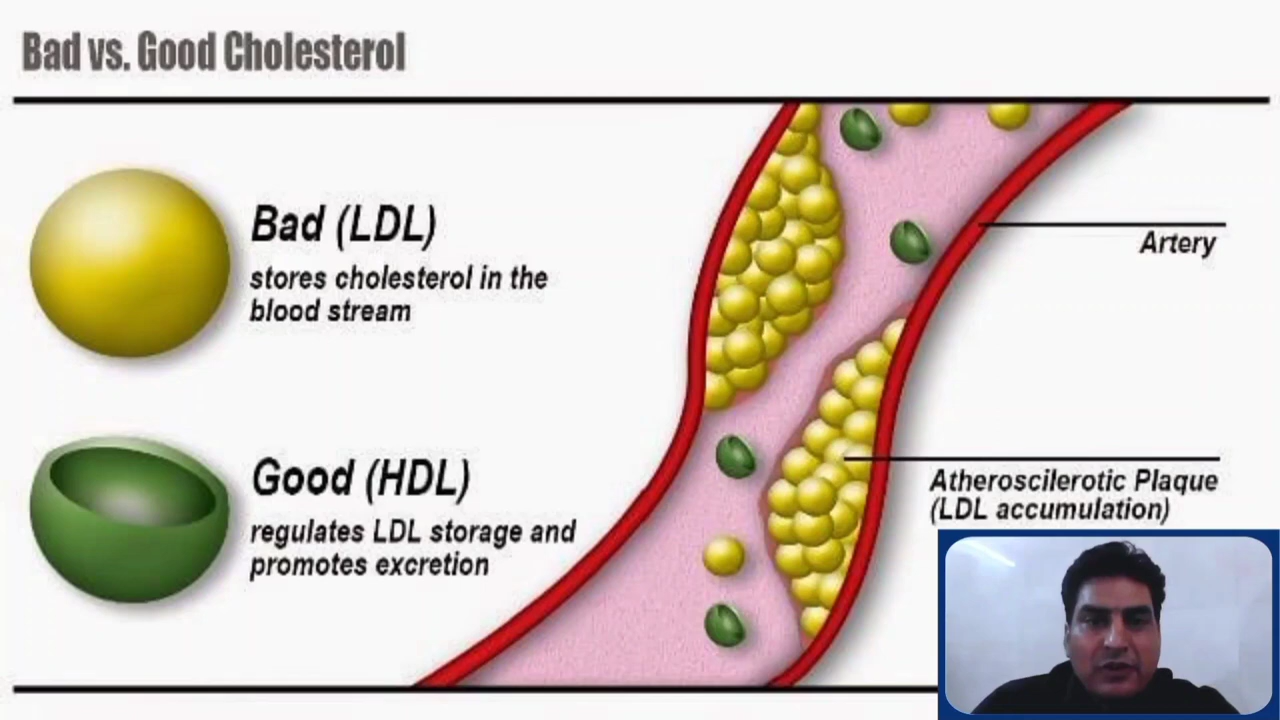 Bad vs. Good Cholesterol
Bad (LDL)
stores cholesterol in the
blood stream
Good (HDL)
regulates LDL storage and
promotes excretion
Artery
Atheroscilerotic Plaque
(LDL accumulation)